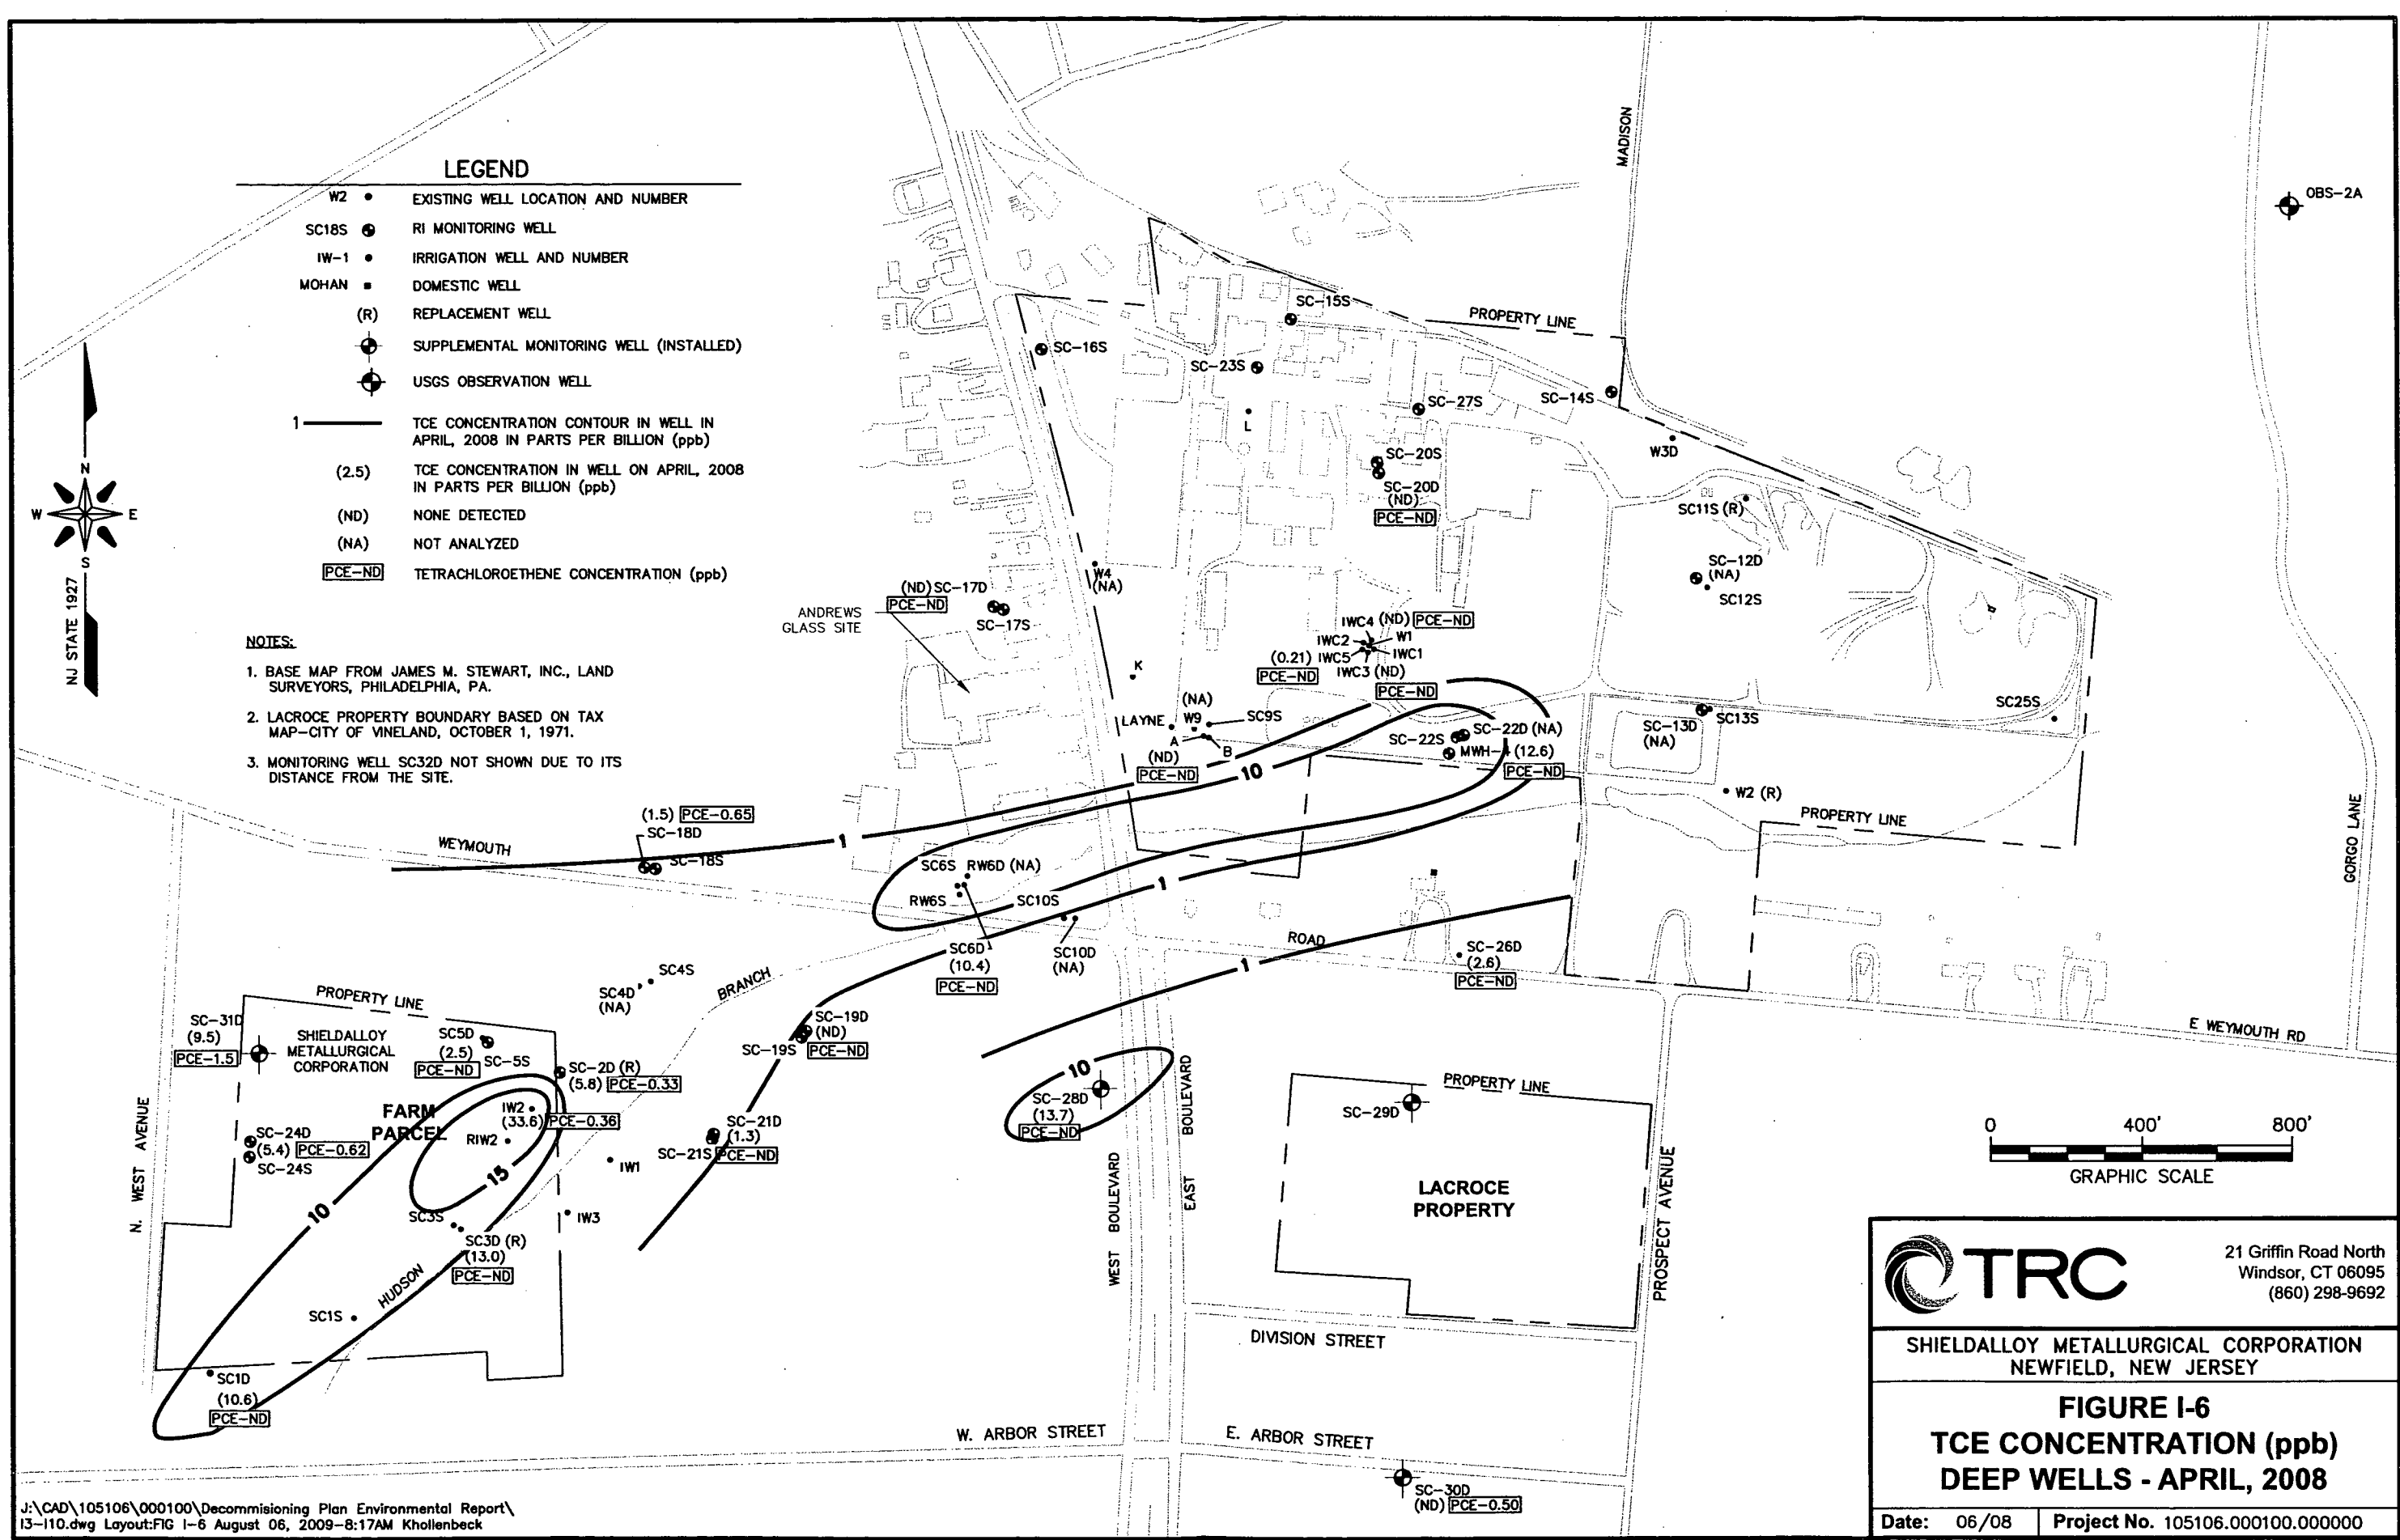 LEGEND
W2 EXISTING WELL LOCATION AND NUMBER
SC18S RI MONITORING WELL
IW-1 IRRIGATION WELL AND NUMBER
MOHAN DOMESTIC WELL
(R) REPLACEMENT WELL
SUPPLEMENTAL MONITORING WELL (INSTALLED)
USGS OBSERVATION WELL
1 TCE CONCENTRATION CONTOUR IN WELL IN
APRIL, 2008 IN PARTS PER BILLION (ppb)
(2.5) TCE CONCENTRATION IN WELL ON APRIL, 2008
IN PARTS PER BILLION (ppb)
(ND) NONE DETECTED
(NA) NOT ANALYZED
PCE-ND TETRACHLOROETHENE CONCENTRATION (ppb)
N
W E
S
NJ STATE 1927
NOTES:
1. BASE MAP FROM JAMES M. STEWART, INC., LAND
SURVEYORS, PHILADELPHIA, PA.
2. LACROCE PROPERTY BOUNDARY BASED ON TAX
MAP-CITY OF VINELAND, OCTOBER 1, 1971.
3. MONITORING WELL SC32D NOT SHOWN DUE TO ITS
DISTANCE FROM THE SITE.
MADISON
OBS-2A
SC-15S
PROPERTY LINE
SC-16S
SC-23S
SC-27S
SC-14S
L
W3D
SC-20S
SC-20D
(ND)
PCE-ND
SC11S (R)
SC-12D
(NA)
SC12S
W4
(NA)
(ND) SC-17D
PCE-ND
SC-17S
ANDREWS
GLASS SITE
IWC4 (ND) PCE-ND
IWC2 W1
(0.21) IWC5 IWC1
PCE-ND IWC3 (ND)
PCE-ND
K
(NA)
LAYNE W9 SC9S
A B
(ND)
PCE-ND
10
SC-22S SC-22D (NA)
MWH-4 (12.6)
PCE-ND
SC-13D SC13S
(NA)
SC25S
W2 (R)
PROPERTY LINE
GORGO LANE
(1.5) PCE-0.65
SC-18D
SC-18S
WEYMOUTH
1
SC6S RW6D (NA)
RW6S
SC10S
1
SC6D
(10.4)
PCE-ND
SC10D
(NA)
ROAD
1
SC-26D
(2.6)
PCE-ND
E WEYMOUTH RD
SC4S
SC4D
(NA)
BRANCH
PROPERTY LINE
SC-31D
(9.5)
PCE-1.5
SHIELDALLOY
METALLURGICAL
CORPORATION
SC5D
(2.5)
PCE-ND
SC-5S
SC-2D (R)
(5.8) PCE-0.33
SC-19D
(ND)
SC-19S PCE-ND
10
SC-28D
(13.7)
PCE-ND
PROPERTY LINE
SC-29D
N. WEST AVENUE
FARM
PARCEL
IW2
(33.6) PCE-0.36
RIW2
SC-24D
(5.4) PCE-0.62
SC-24S
SC-21D
(1.3)
SC-21S PCE-ND
IW1
15
10
IW3
SC3S
SC3D (R)
(13.0)
PCE-ND
HUDSON
SC1S
SC1D
(10.6)
PCE-ND
WEST BOULEVARD
EAST BOULEVARD
LACROCE
PROPERTY
PROSPECT AVENUE
DIVISION STREET
W. ARBOR STREET
E. ARBOR STREET
SC-30D
(ND) PCE-0.50
0 400' 800'
GRAPHIC SCALE
TRC
21 Griffin Road North
Windsor, CT 06095
(860) 298-9692
SHIELDALLOY METALLURGICAL CORPORATION
NEWFIELD, NEW JERSEY
FIGURE I-6
TCE CONCENTRATION (ppb)
DEEP WELLS - APRIL, 2008
Date: 06/08 Project No. 105106.000100.000000
J:\CAD\105106\000100\Decommisioning Plan Environmental Report\
I3-I10.dwg Layout:FIG I-6 August 06, 2009-8:17AM Khollenbeck